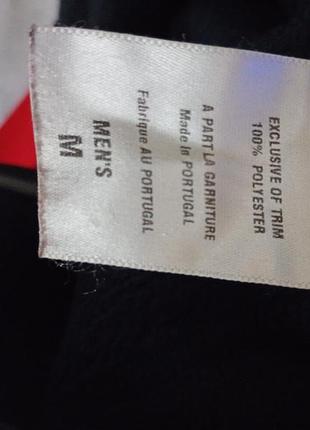 EXCLUSIVE OF TRIM
100% POLYESTER
A PART LA GARNITURE
Made in PORTUGAL
Fabrique AU PORTUGAL
MEN'S
M